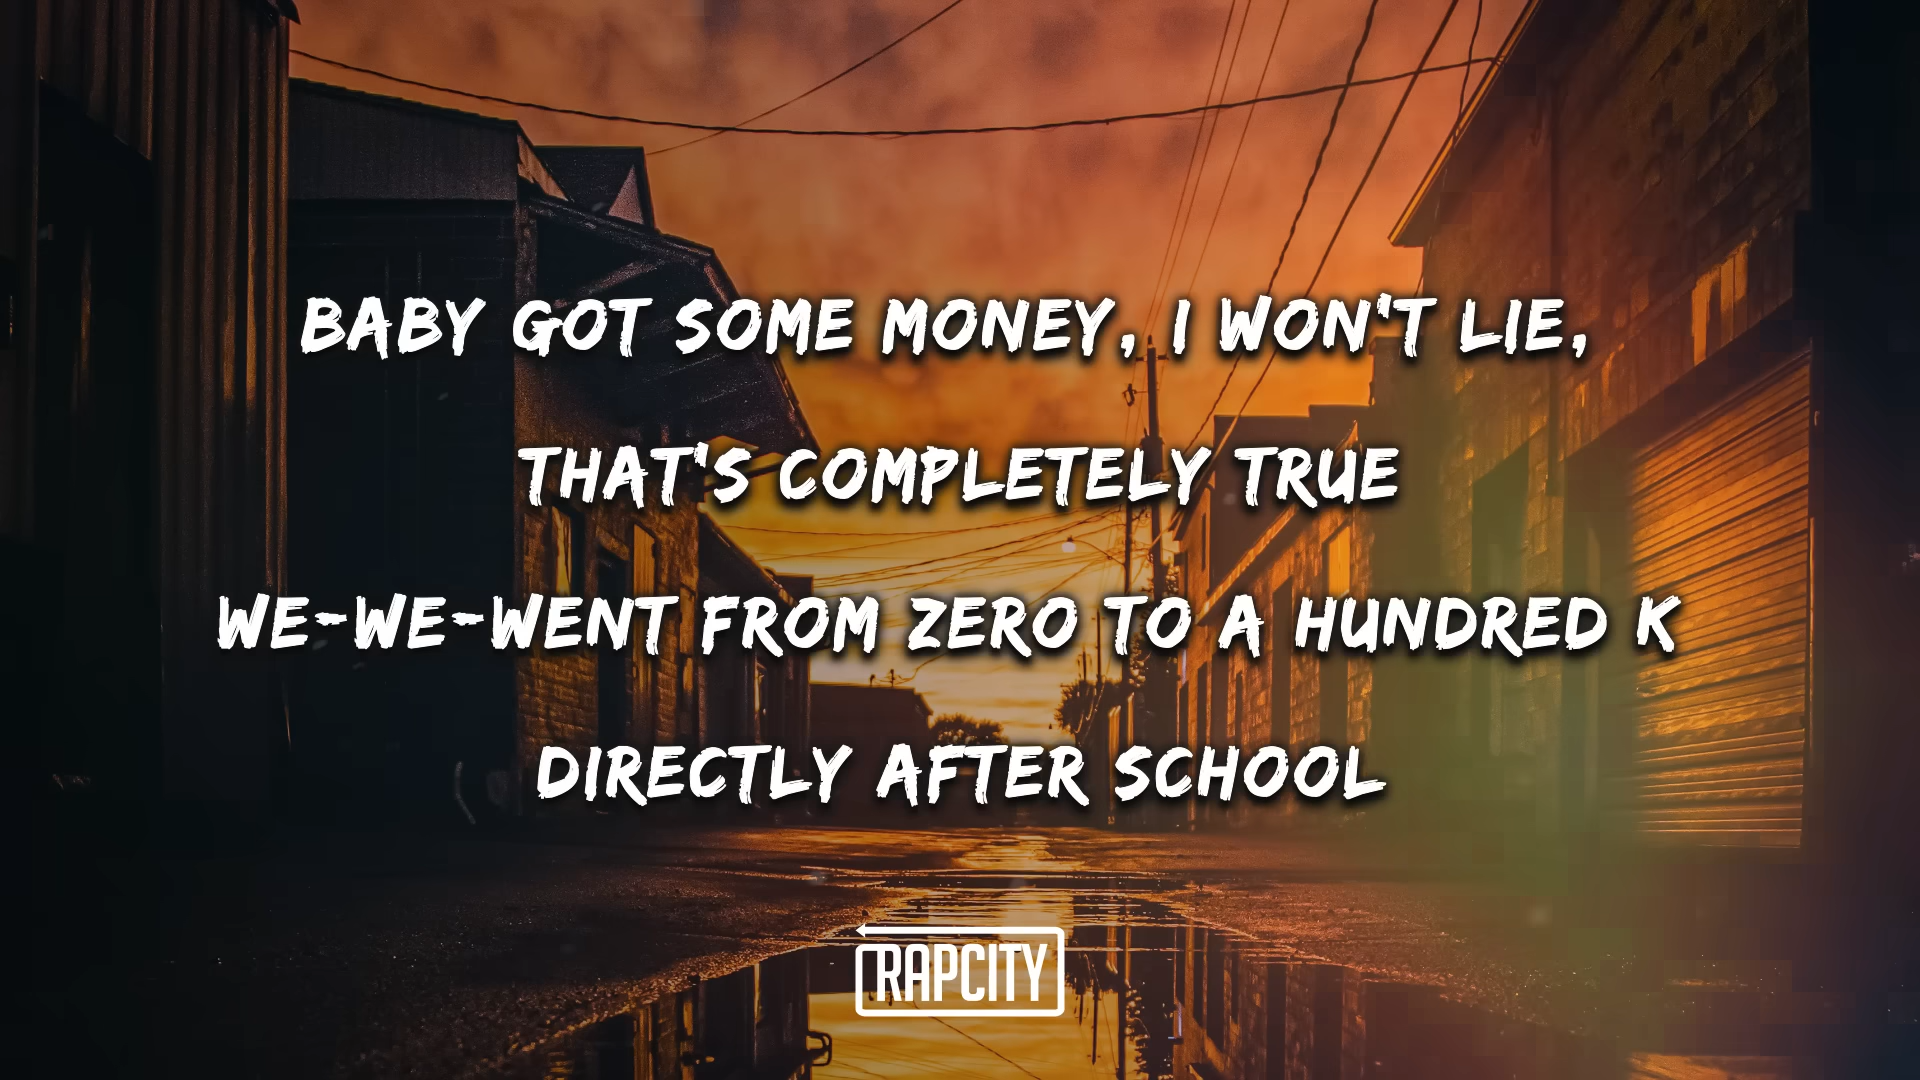 BABY GOT SOME MONEY, I WON'T LIE,
THAT'S COMPLETELY TRUE
WE-WE-WENT FROM ZERO TO A HUNDRED K
DIRECTLY AFTER SCHOOL
RAPCITY